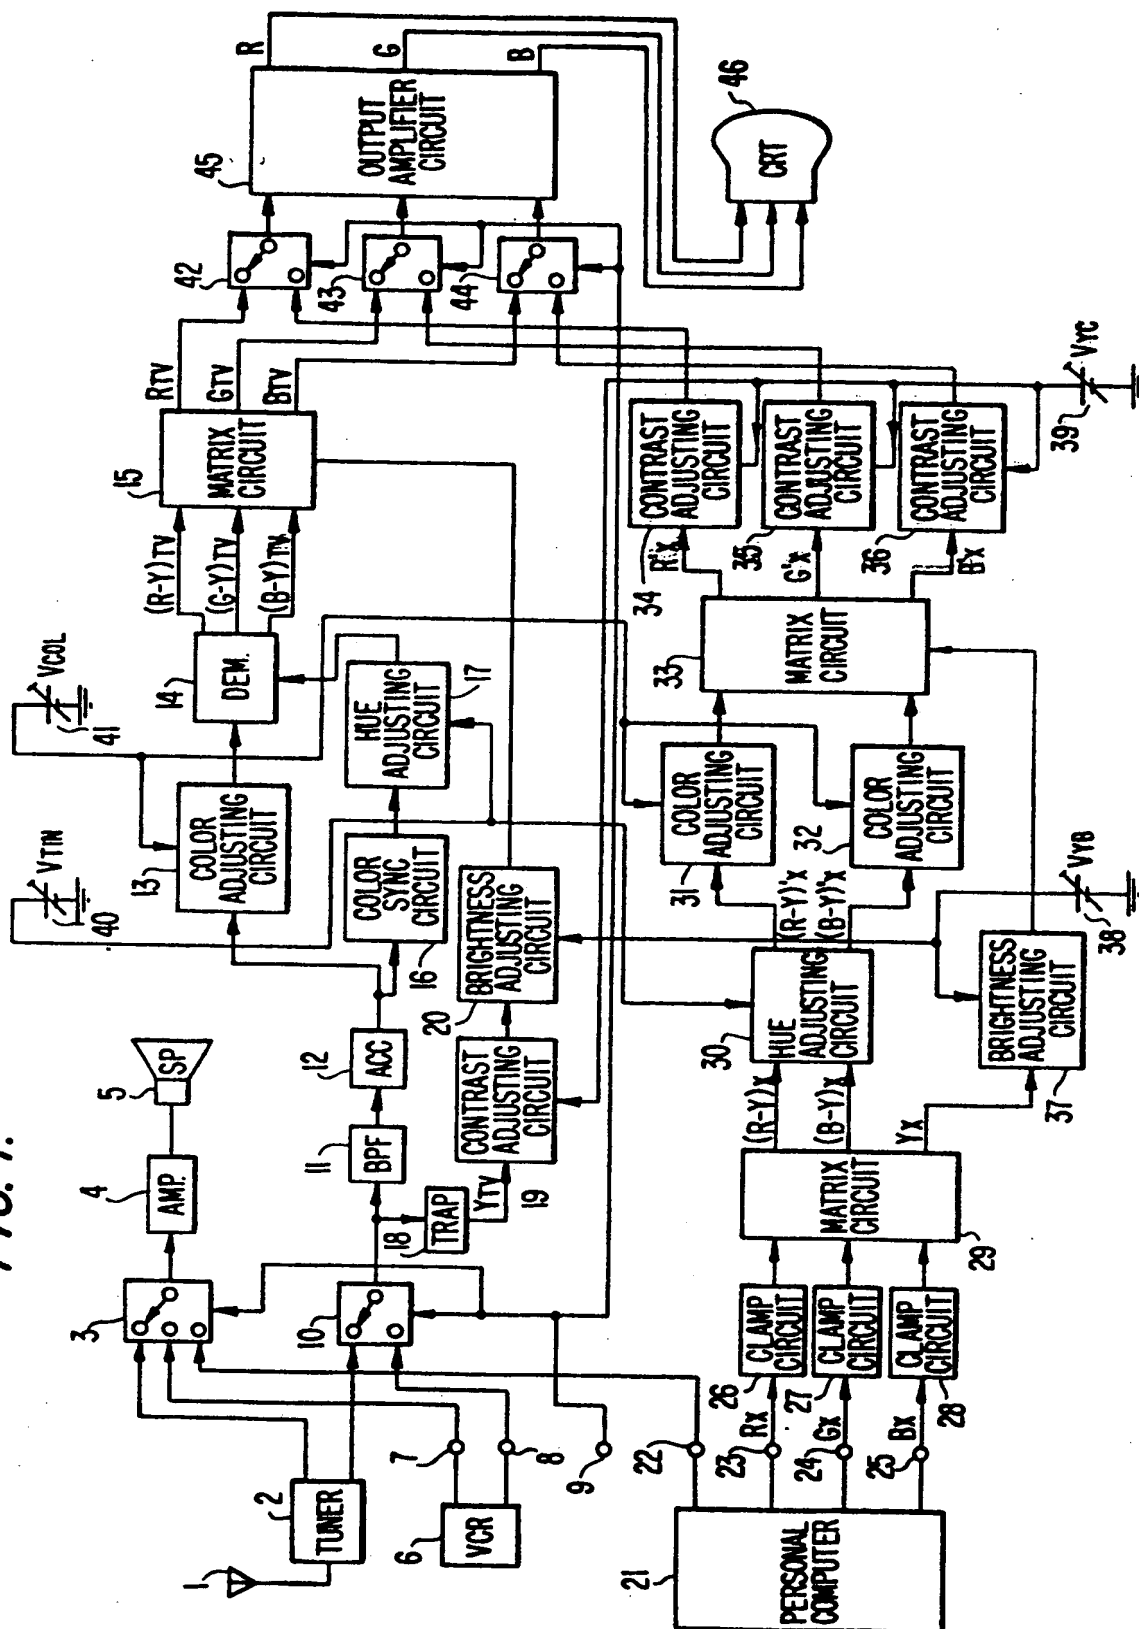 FIG. 1.
1
2
TUNER
3
4
AMP.
5
SP
6
VCR
7
8
9
10
11
BPF
12
ACC
13
COLOR
ADJUSTING
CIRCUIT
14
DEM.
15
MATRIX
CIRCUIT
16
COLOR
SYNC
CIRCUIT
17
HUE
ADJUSTING
CIRCUIT
18
TRAP
YTV
19
CONTRAST
ADJUSTING
CIRCUIT
20
BRIGHTNESS
ADJUSTING
CIRCUIT
40
VTIN
41
VCOL
(R-Y)TV
(G-Y)TV
(B-Y)TV
RTV
GTV
BTV
42
43
44
45
OUTPUT
AMPLIFIER
CIRCUIT
R
G
B
46
CRT
21
PERSONAL
COMPUTER
22
23
RX
24
GX
25
BX
26
CLAMP
CIRCUIT
27
CLAMP
CIRCUIT
28
CLAMP
CIRCUIT
29
MATRIX
CIRCUIT
(R-Y)X
(B-Y)X
YX
30
HUE
ADJUSTING
CIRCUIT
(R-Y)'X
(B-Y)'X
31
COLOR
ADJUSTING
CIRCUIT
32
COLOR
ADJUSTING
CIRCUIT
33
MATRIX
CIRCUIT
R'X
G'X
B'X
34
CONTRAST
ADJUSTING
CIRCUIT
35
CONTRAST
ADJUSTING
CIRCUIT
36
CONTRAST
ADJUSTING
CIRCUIT
37
BRIGHTNESS
ADJUSTING
CIRCUIT
38
VYB
39
VYC